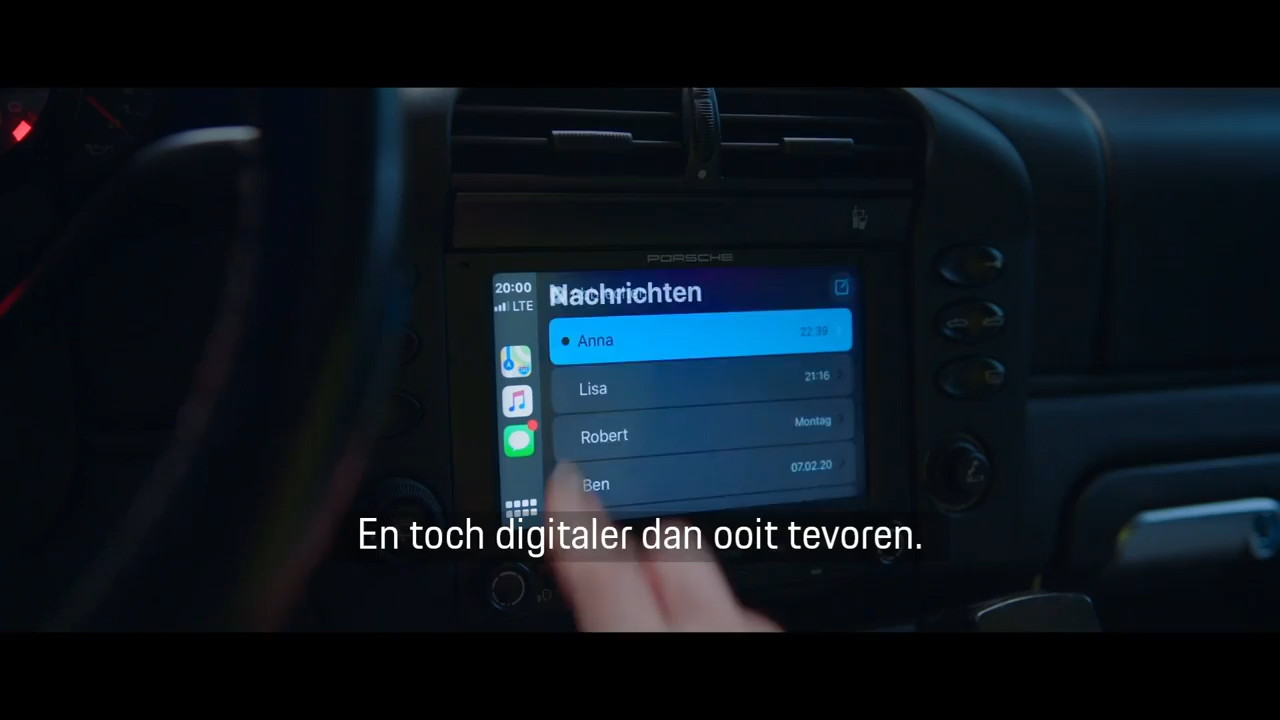 PORSCHE
20:00
LTE
Nachrichten
Anna 22:39
Lisa 21:16
Robert Montag
Ben 07.02.20
En toch digitaler dan ooit tevoren.